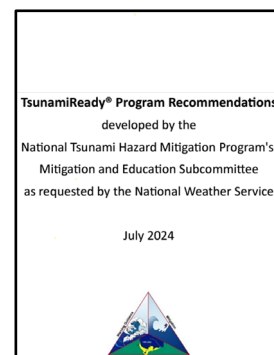 TsunamiReady® Program Recommendations
developed by the
National Tsunami Hazard Mitigation Program's
Mitigation and Education Subcommittee
as requested by the National Weather Service
July 2024